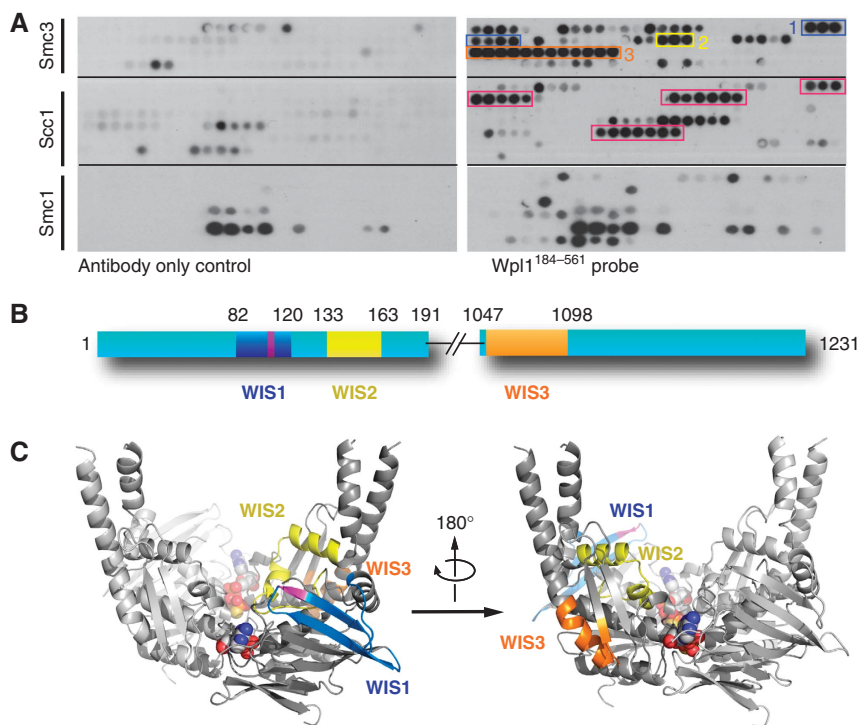 A
Smc3
Scc1
Smc1
1
2
3
Antibody only control
Wpl1184–561 probe
B
82 120 133 163 191 1047 1098
1 1231
WIS1 WIS2 WIS3
C
WIS2
WIS3
WIS1
180°
WIS1
WIS2
WIS3